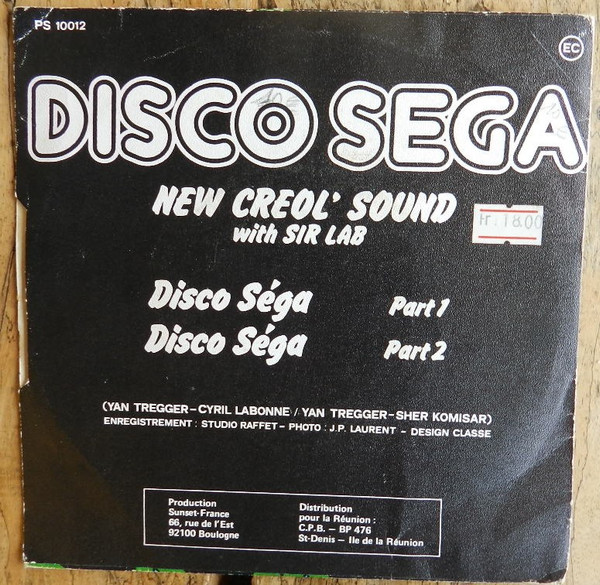 PS 10012
EC
DISCO SEGA
NEW CREOL' SOUND
Fr. 18.00
with SIR LAB
Disco Séga Part 1
Disco Séga Part 2
(YAN TREGGER-CYRIL LABONNE / YAN TREGGER-SHER KOMISAR)
ENREGISTREMENT : STUDIO RAFFET - PHOTO : J.P. LAURENT - DESIGN CLASSE
Production
Sunset-France
66, rue de l'Est
92100 Boulogne
Distribution
pour la Réunion :
C.P.B. - BP 476
St-Denis - Ile de la Réunion